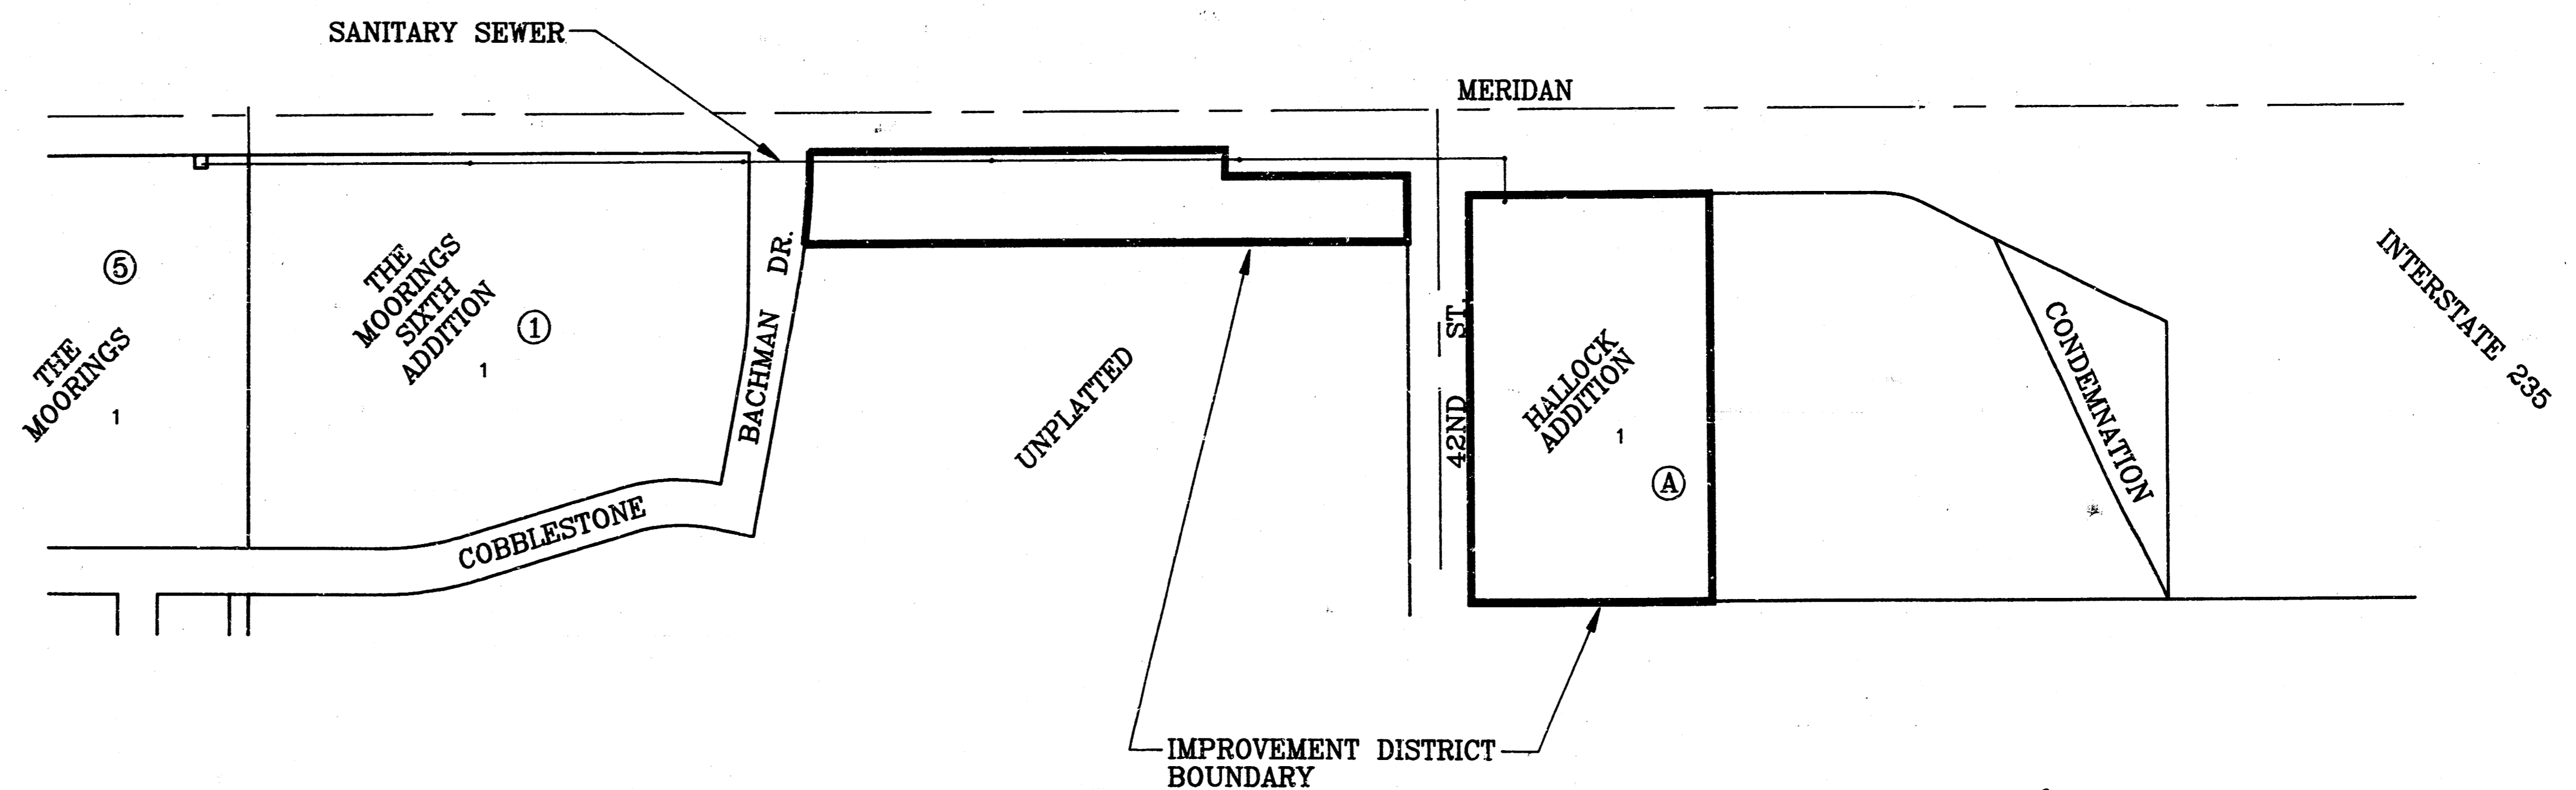 SANITARY SEWER
MERIDAN
5
THE
MOORINGS
1
THE
MOORINGS
SIXTH
ADDITION
1
1
BACHMAN DR.
COBBLESTONE
UNPLATTED
42ND ST.
HALLOCK
ADDITION
1
A
CONDEMNATION
INTERSTATE 235
IMPROVEMENT DISTRICT
BOUNDARY